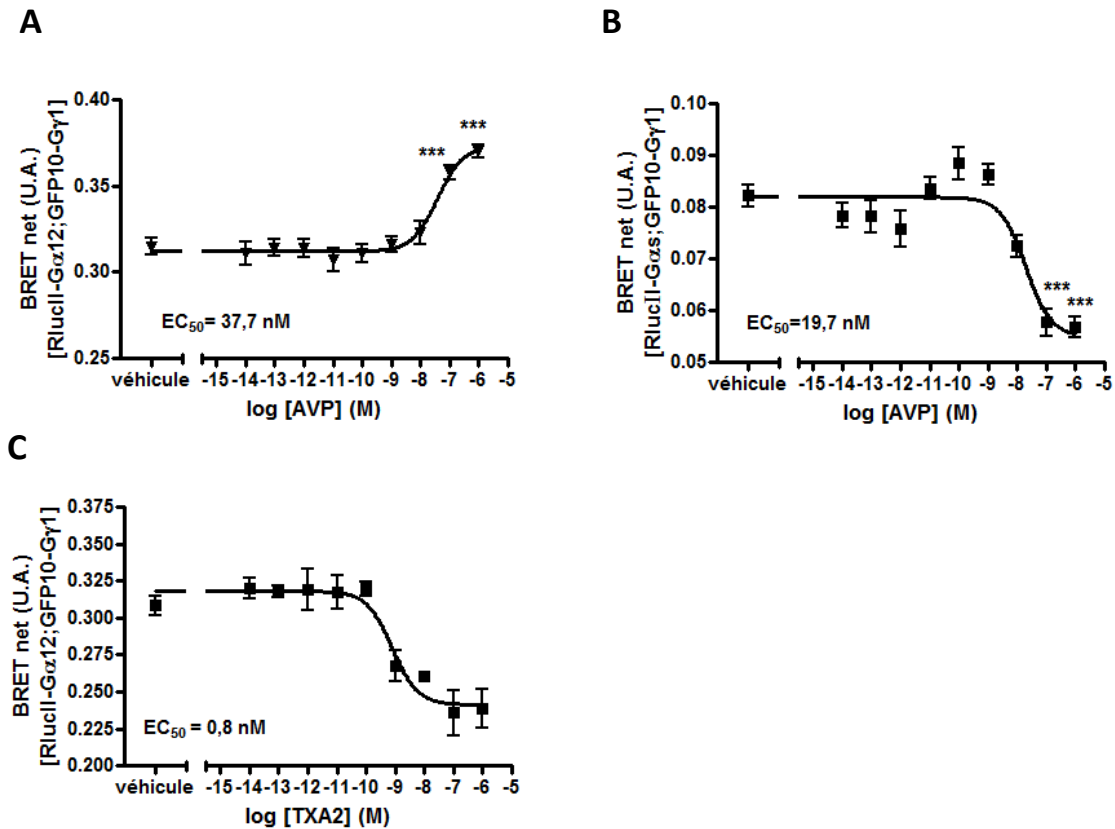 A
BRET net (U.A.)
[RlucII-Gα12;GFP10-Gγ1]
0.40
0.35
0.30
0.25
***
***
EC50= 37,7 nM
véhicule -15 -14 -13 -12 -11 -10 -9 -8 -7 -6 -5
log [AVP] (M)
B
BRET net (U.A.)
[RlucII-Gαs;GFP10-Gγ1]
0.10
0.09
0.08
0.07
0.06
0.05
***
***
EC50=19,7 nM
véhicule -15 -14 -13 -12 -11 -10 -9 -8 -7 -6 -5
log [AVP] (M)
C
BRET net (U.A.)
[RlucII-Gα12;GFP10-Gγ1]
0.375
0.350
0.325
0.300
0.275
0.250
0.225
0.200
EC50 = 0,8 nM
véhicule -15 -14 -13 -12 -11 -10 -9 -8 -7 -6 -5
log [TXA2] (M)